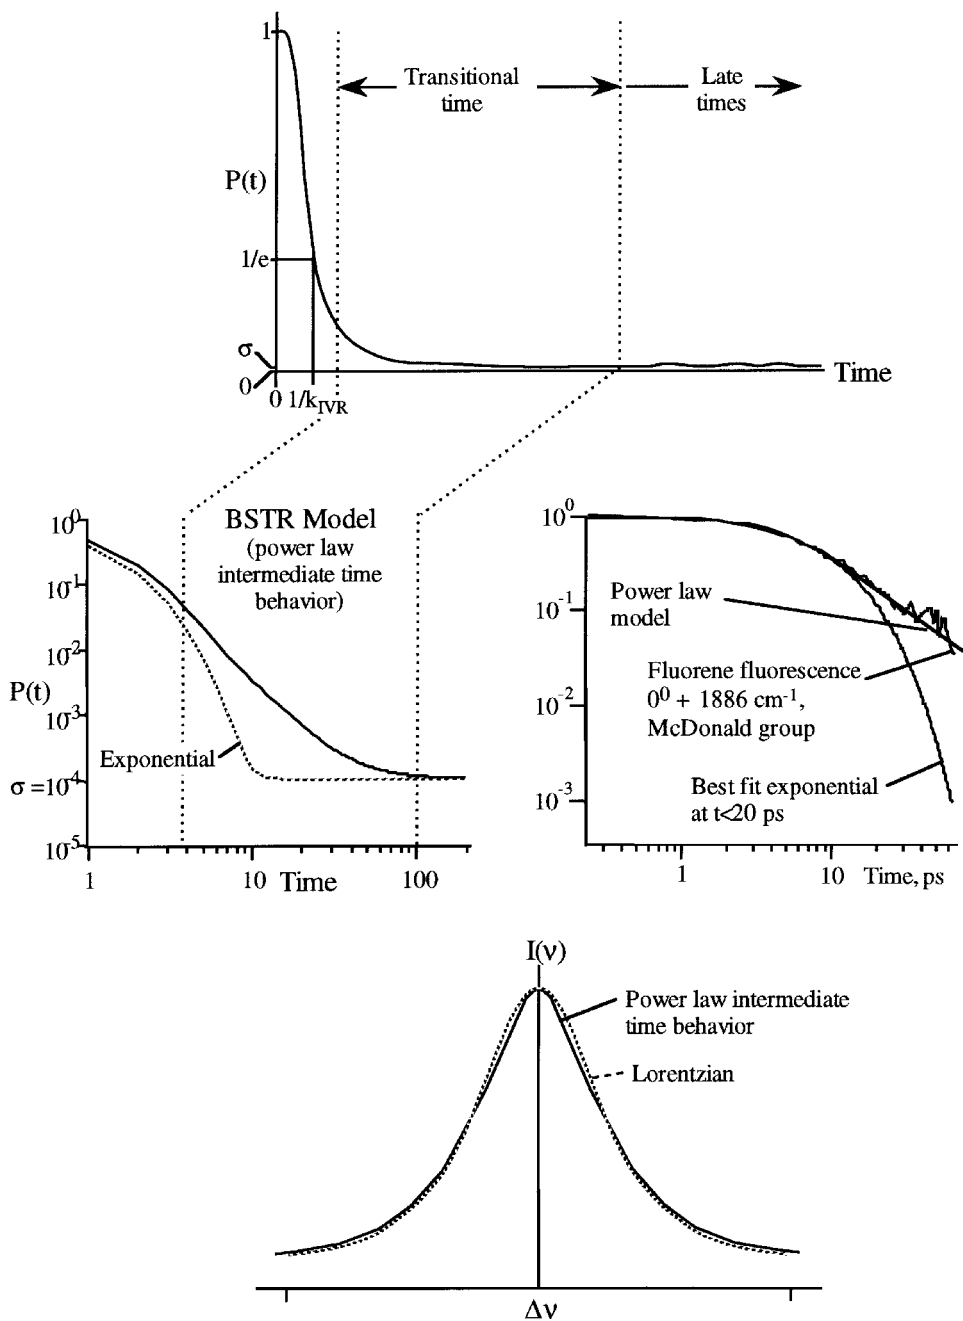 1
Transitional
time
Late
times
P(t)
1/e
σ
0
0 1/k_IVR
Time
10^0
10^-1
10^-2
P(t)
10^-3
σ =10^-4
10^-5
BSTR Model
(power law
intermediate time
behavior)
Exponential
1
10
Time
100
10^0
10^-1
10^-2
10^-3
Power law
model
Fluorene fluorescence
0^0 + 1886 cm^-1,
McDonald group
Best fit exponential
at t<20 ps
1
10
Time, ps
I(ν)
Power law intermediate
time behavior
Lorentzian
Δν